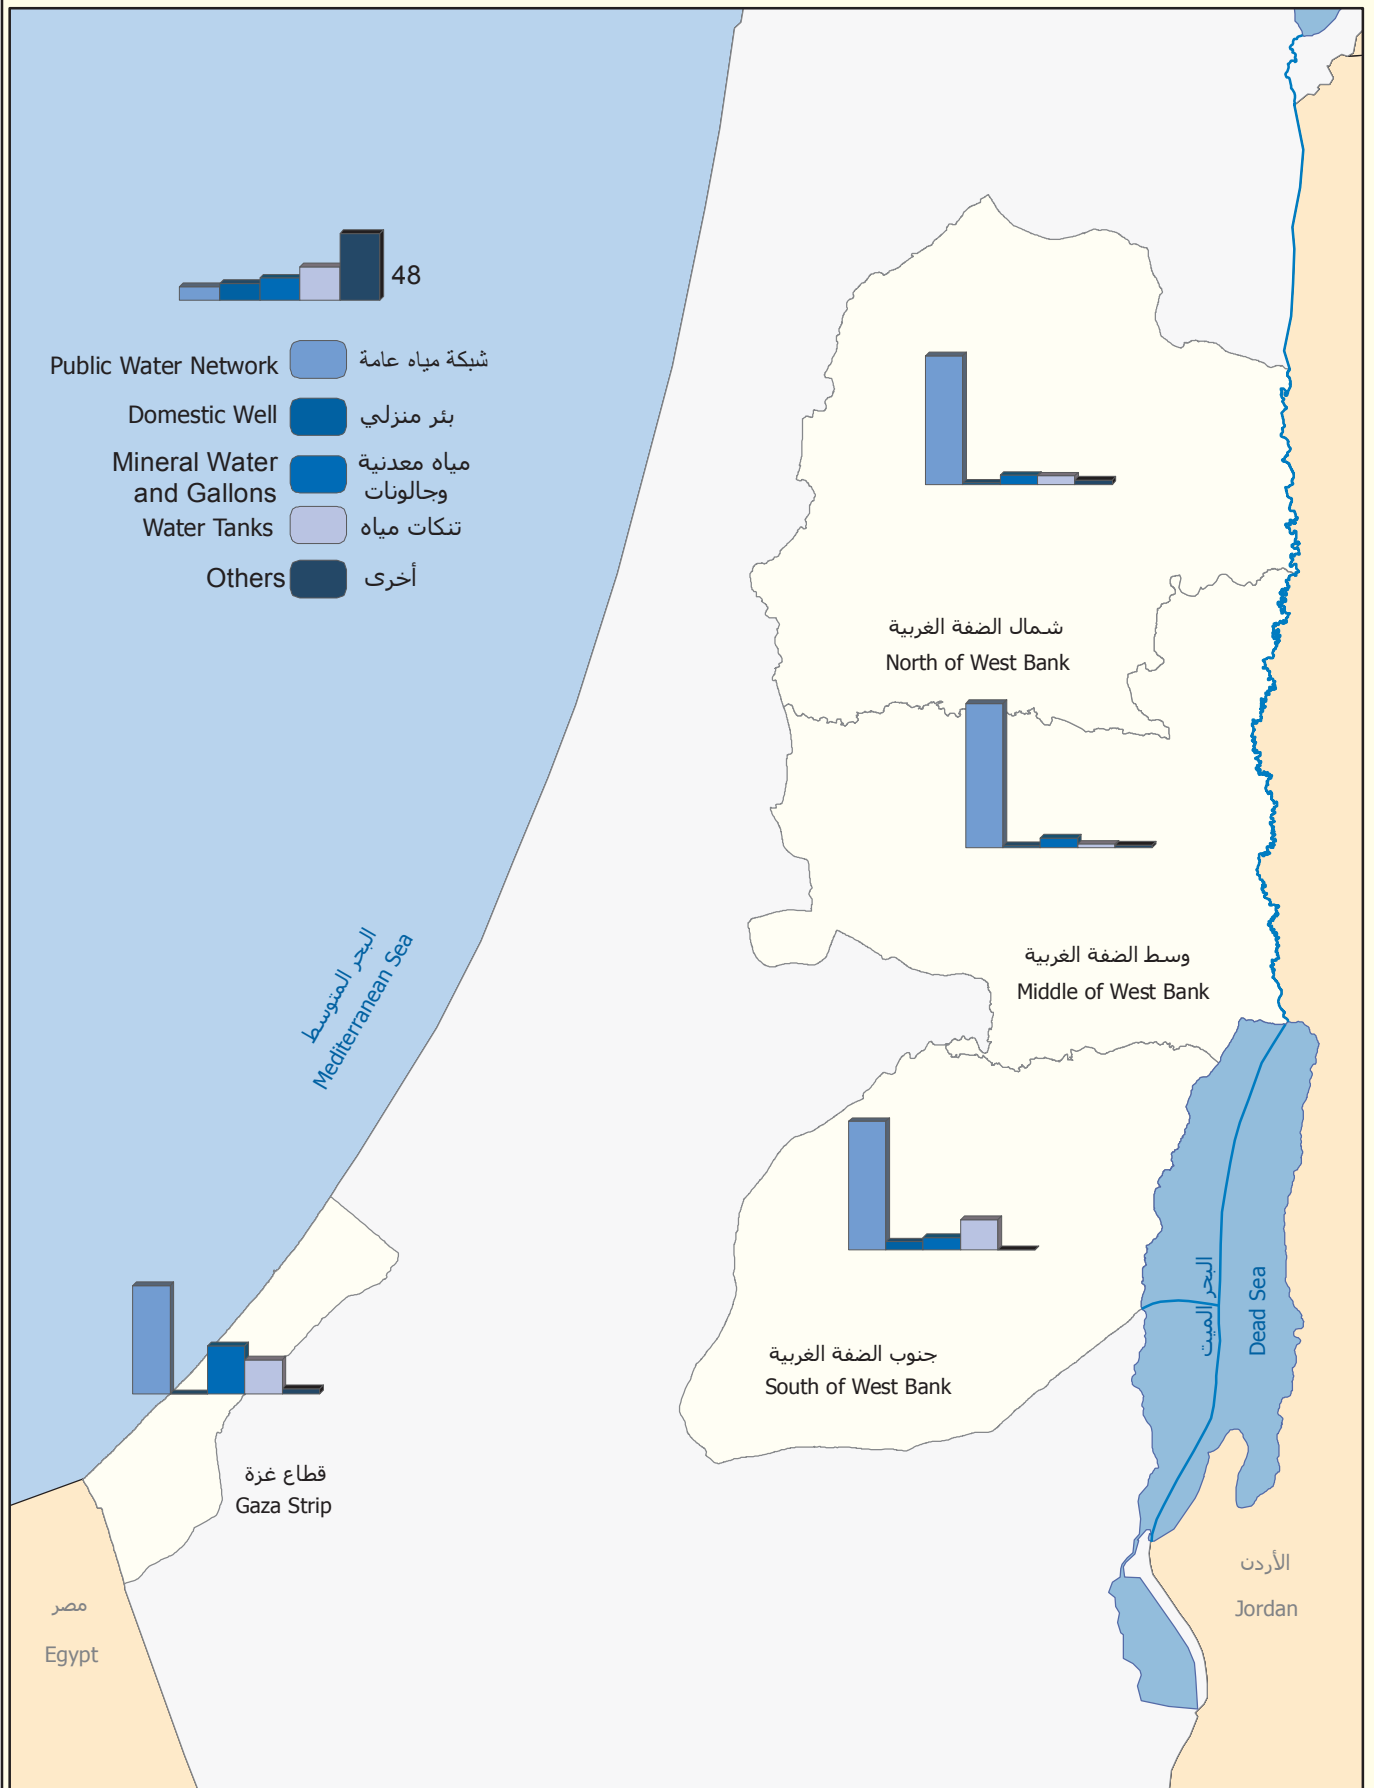 48
Public Water Network شبكة مياه عامة
Domestic Well بئر منزلي
Mineral Water مياه معدنية
and Gallons وجالونات
Water Tanks تنكات مياه
Others أخرى
شمال الضفة الغربية
North of West Bank
وسط الضفة الغربية
Middle of West Bank
البحر المتوسط
Mediterranean Sea
البحر الميت
Dead Sea
جنوب الضفة الغربية
South of West Bank
قطاع غزة
Gaza Strip
الأردن
Jordan
مصر
Egypt